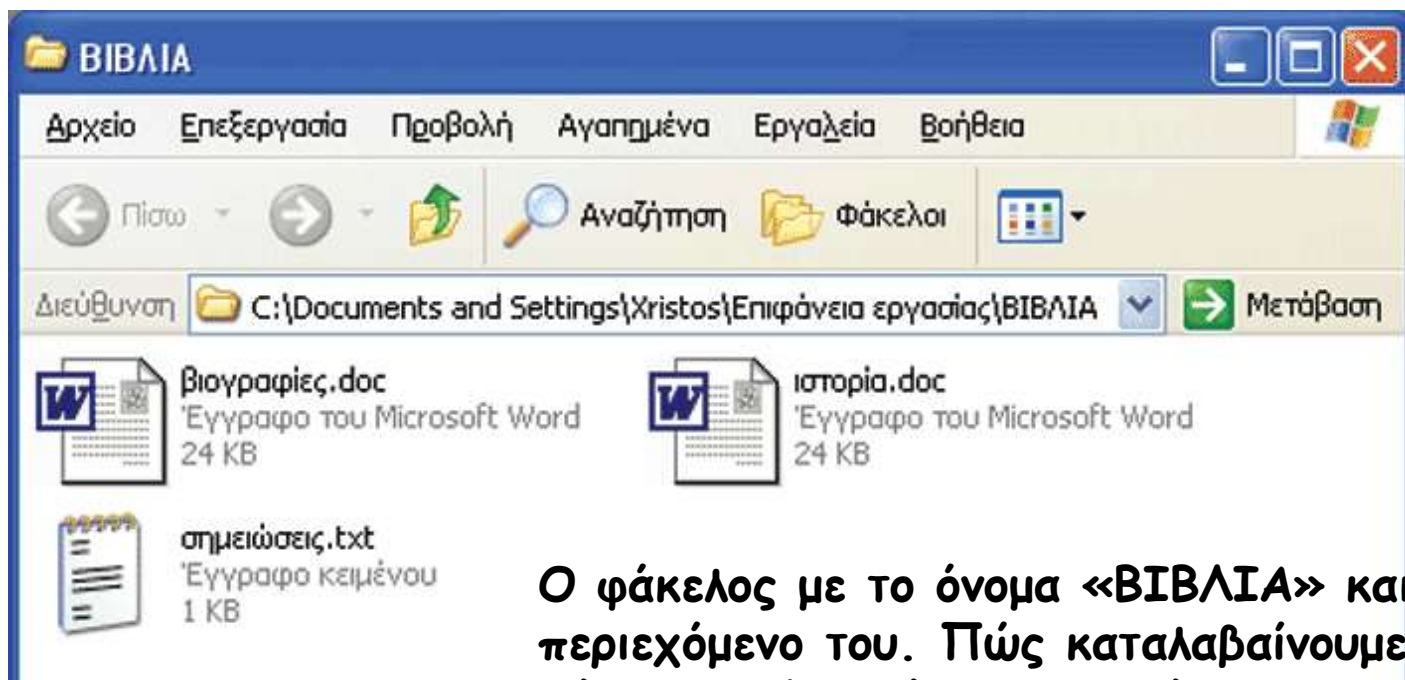 ΒΙΒΛΙΑ
Αρχείο Επεξεργασία Προβολή Αγαπημένα Εργαλεία Βοήθεια
Πίσω Αναζήτηση Φάκελοι
Διεύθυνση C:\Documents and Settings\Xristos\Επιφάνεια εργασίας\ΒΙΒΛΙΑ Μετάβαση
βιογραφίες.doc ιστορία.doc
Έγγραφο του Microsoft Word Έγγραφο του Microsoft Word
24 KB 24 KB
σημειώσεις.txt
Έγγραφο κειμένου
1 KB
Ο φάκελος με το όνομα «ΒΙΒΛΙΑ» και
περιεχόμενο του. Πώς καταλαβαίνουμε